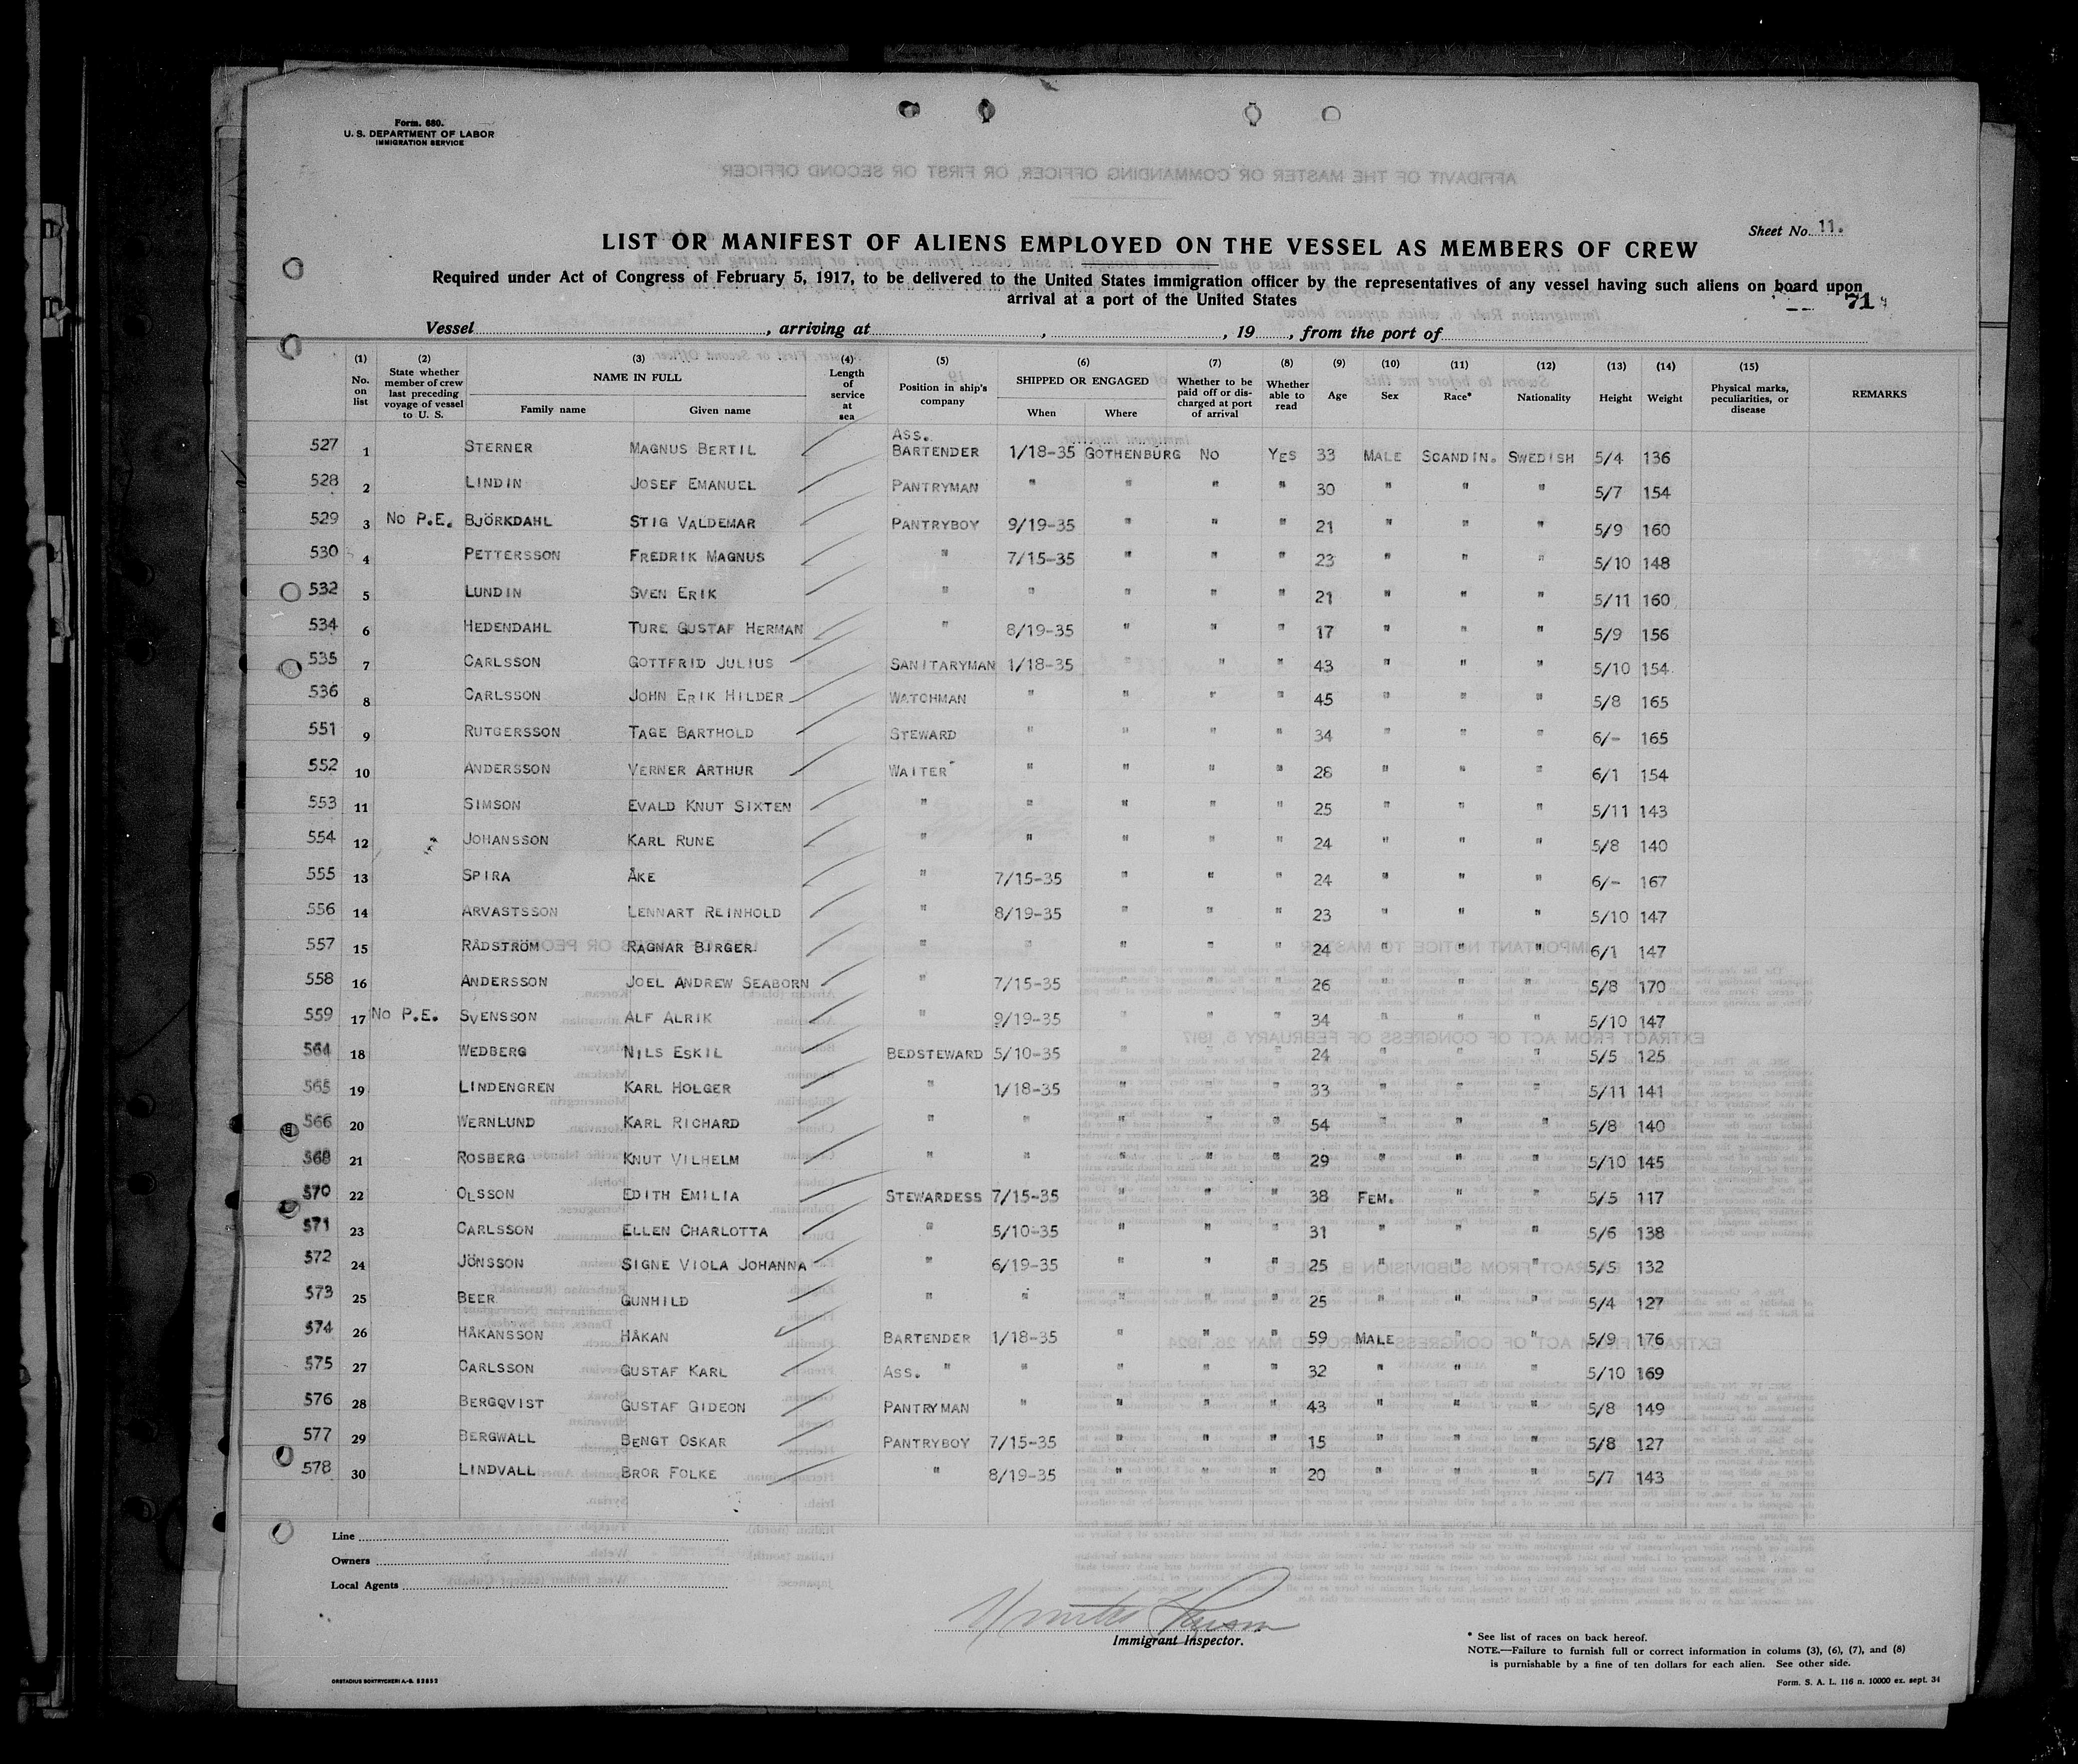 Form. 680.
U. S. DEPARTMENT OF LABOR
IMMIGRATION SERVICE
AFFIDAVIT OF THE MASTER OR COMMANDING OFFICER, OR FIRST OR SECOND OFFICER
Sheet No. 11.
LIST OR MANIFEST OF ALIENS EMPLOYED ON THE VESSEL AS MEMBERS OF CREW
Required under Act of Congress of February 5, 1917, to be delivered to the United States immigration officer by the representatives of any vessel having such aliens on board upon
arrival at a port of the United States
71
Vessel, arriving at, , 19, from the port of
(1) (2) (3) (4) (5) (6) (7) (8) (9) (10) (11) (12) (13) (14) (15)
No. on list State whether member of crew last preceding voyage of vessel to U. S. NAME IN FULL Family name Given name Length of service at sea Position in ship's company SHIPPED OR ENGAGED When Where Whether to be paid off or discharged at port of arrival Whether able to read Age Sex Race* Nationality Height Weight Physical marks, peculiarities, or disease REMARKS
527 1 STERNER MAGNUS BERTIL ASS. BARTENDER 1/18-35 GOTHENBURG NO YES 33 MALE SCANDIN. SWEDISH 5/4 136
528 2 LINDIN JOSEF EMANUEL PANTRYMAN " " " " 30 " " " 5/7 154
529 3 NO P.E. BJÖRKDAHL STIG VALDEMAR PANTRYBOY 9/19-35 " " " 21 " " " 5/9 160
530 4 PETTERSSON FREDRIK MAGNUS " 7/15-35 " " " 23 " " " 5/10 148
532 5 LUNDIN SVEN ERIK " " " " " 21 " " " 5/11 160
534 6 HEDENDAHL TURE GUSTAF HERMAN " 8/19-35 " " " 17 " " " 5/9 156
535 7 CARLSSON GOTTFRID JULIUS SANITARYMAN 1/18-35 " " " 43 " " " 5/10 154
536 8 CARLSSON JOHN ERIK HILDER WATCHMAN " " " " 45 " " " 5/8 165
551 9 RUTGERSSON TAGE BARTHOLD STEWARD " " " " 34 " " " 6/- 165
552 10 ANDERSSON VERNER ARTHUR WAITER " " " " 28 " " " 6/1 154
553 11 SIMSON EVALD KNUT SIXTEN " " " " " 25 " " " 5/11 143
554 12 JOHANSSON KARL RUNE " " " " " 24 " " " 5/8 140
555 13 SPIRA ÅKE " 7/15-35 " " " 24 " " " 6/- 167
556 14 ARVASTSSON LENNART REINHOLD " 8/19-35 " " " 23 " " " 5/10 147
557 15 RÅDSTRÖM RAGNAR BIRGER " " " " " 24 " " " 6/1 147
558 16 ANDERSSON JOEL ANDREW SEABORN " 7/15-35 " " " 26 " " " 5/8 170
559 17 NO P.E. SVENSSON ALF ALRIK " 9/19-35 " " " 34 " " " 5/10 147
564 18 WEDBERG NILS ESKIL BEDSTEWARD 5/10-35 " " " 24 " " " 5/5 125
565 19 LINDENGREN KARL HOLGER " 1/18-35 " " " 33 " " " 5/11 141
566 20 WERNLUND KARL RICHARD " " " " " 54 " " " 5/8 140
568 21 ROSBERG KNUT VILHELM " " " " " 29 " " " 5/10 145
570 22 OLSSON EDITH EMILIA STEWARDESS 7/15-35 " " " 38 FEM. " " 5/5 117
571 23 CARLSSON ELLEN CHARLOTTA " 5/10-35 " " " 31 " " " 5/6 138
572 24 JÖNSSON SIGNE VIOLA JOHANNA " 6/19-35 " " " 25 " " " 5/5 132
573 25 BEER GUNHILD " " " " " 25 " " " 5/4 127
574 26 HÅKANSSON HÅKAN BARTENDER 1/18-35 " " " 59 MALE " " 5/9 176
575 27 CARLSSON GUSTAF KARL ASS. " " " " " 32 " " " 5/10 169
576 28 BERGQVIST GUSTAF GIDEON PANTRYMAN " " " " 43 " " " 5/8 149
577 29 BERGWALL BENGT OSKAR PANTRYBOY 7/15-35 " " " 15 " " " 5/8 127
578 30 LINDVALL BROR FOLKE " 8/19-35 " " " 20 " " " 5/7 143
Line
Owners
Local Agents
Immigrant Inspector.
* See list of races on back hereof.
NOTE.—Failure to furnish full or correct information in colums (3), (6), (7), and (8)
is purnishable by a fine of ten dollars for each alien. See other side.
Form. S. A. L. 116 n. 10000 ex. sept. 34